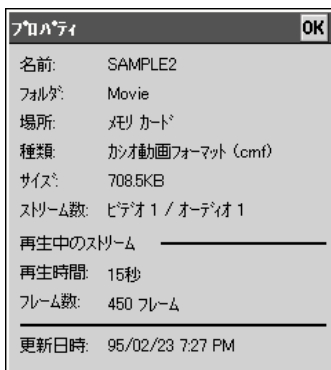 プロパティ OK
名前: SAMPLE2
フォルダ: Movie
場所: メモリ カード
種類: カシオ動画フォーマット (cmf)
サイズ: 708.5KB
ストリーム数: ビデオ 1 / オーディオ 1
再生中のストリーム
再生時間: 15秒
フレーム数: 450 フレーム
更新日時: 95/02/23 7:27 PM